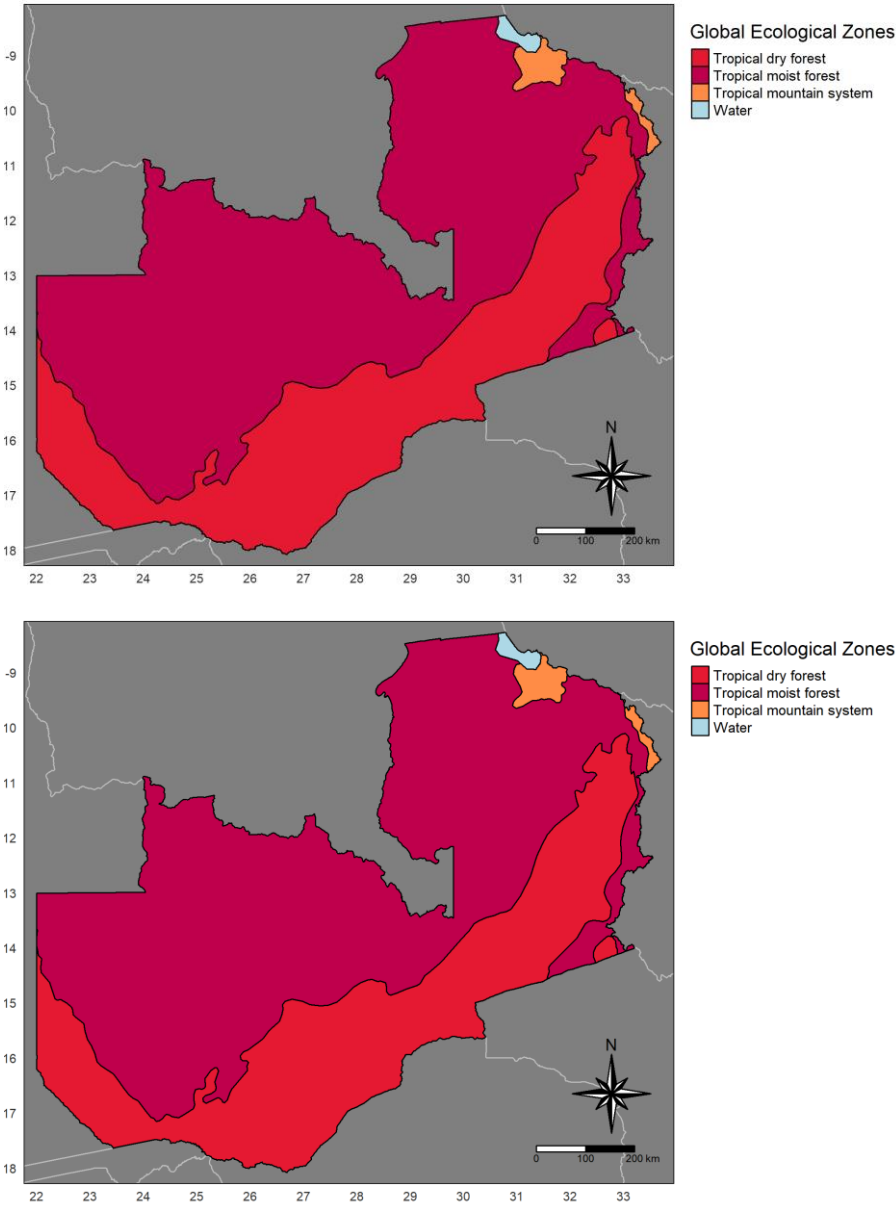 Global Ecological Zones
Tropical dry forest
Tropical moist forest
Tropical mountain system
Water
-9
10
11
12
13
14
15
16
17
18
N
0 100 200 km
22 23 24 25 26 27 28 29 30 31 32 33
Global Ecological Zones
Tropical dry forest
Tropical moist forest
Tropical mountain system
Water
-9
10
11
12
13
14
15
16
17
18
N
0 100 200 km
22 23 24 25 26 27 28 29 30 31 32 33